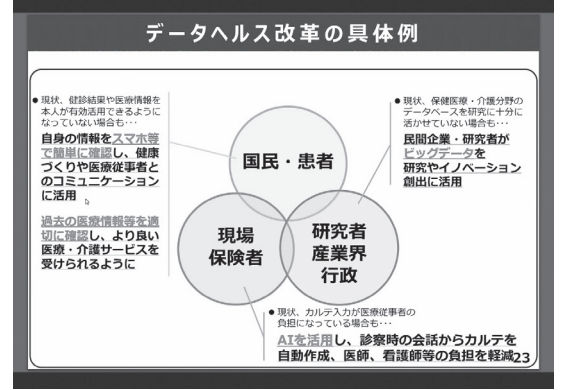 データヘルス改革の具体例
● 現状、健診結果や医療情報を
本人が有効活用できるように
なっていない場合も･･･
自身の情報をスマホ等
で簡単に確認し、健康
づくりや医療従事者と
のコミュニケーション
に活用
過去の医療情報等を適
切に確認し、より良い
医療・介護サービスを
受けられるように
国民・患者
現場
保険者
研究者
産業界
行政
● 現状、保健医療・介護分野の
データベースを研究に十分に
活かせていない場合も･･･
民間企業・研究者が
ビッグデータを
研究やイノベーション
創出に活用
● 現状、カルテ入力が医療従事者の
負担になっている場合も･･･
AIを活用し、診察時の会話からカルテを
自動作成、医師、看護師等の負担を軽減
23